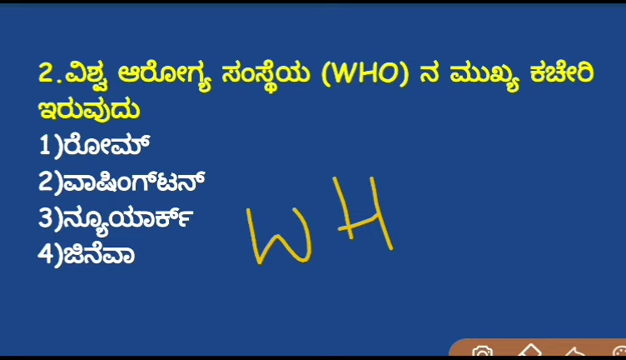 2.ವಿಶ್ವ ಆರೋಗ್ಯ ಸಂಸ್ಥೆಯ (WHO) ನ ಮುಖ್ಯ ಕಚೇರಿ
ಇರುವುದು
1)ರೋಮ್
2)ವಾಷಿಂಗ್‌ಟನ್
3)ನ್ಯೂಯಾರ್ಕ್
4)ಜಿನೆವಾ
WH